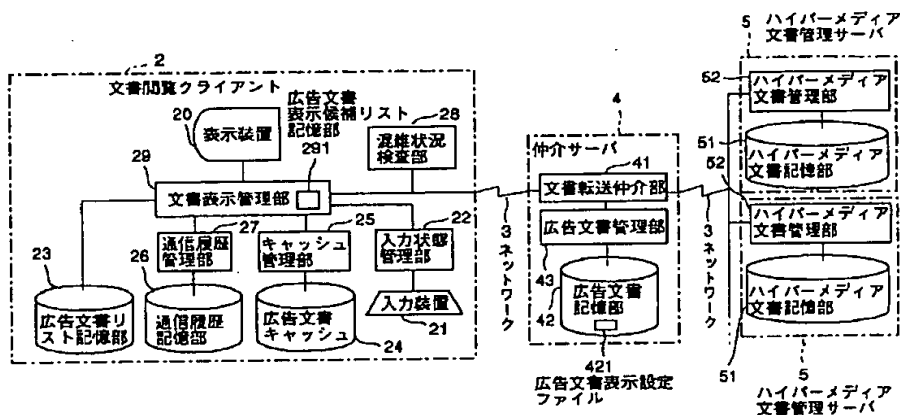 2
文書閲覧クライアント
20
表示装置
広告文書
表示候補リスト
記憶部
291
28
混雑状況
検査部
29
文書表示管理部
27
通信履歴
管理部
25
キャッシュ
管理部
22
入力状態
管理部
23
広告文書リ
スト記憶部
26
通信履歴
記憶部
広告文書
キャッシュ
24
入力装置
21
3
ネットワーク
4
仲介サーバ
41
文書転送仲介部
広告文書管理部
43
広告文書
記憶部
42
421
広告文書表示設定
ファイル
3
ネットワーク
5
ハイパーメディア
文書管理サーバ
52
ハイパーメディア
文書管理部
51
ハイパーメディア
文書記憶部
52
ハイパーメディア
文書管理部
ハイパーメディア
文書記憶部
51
5
ハイパーメディア
文書管理サーバ